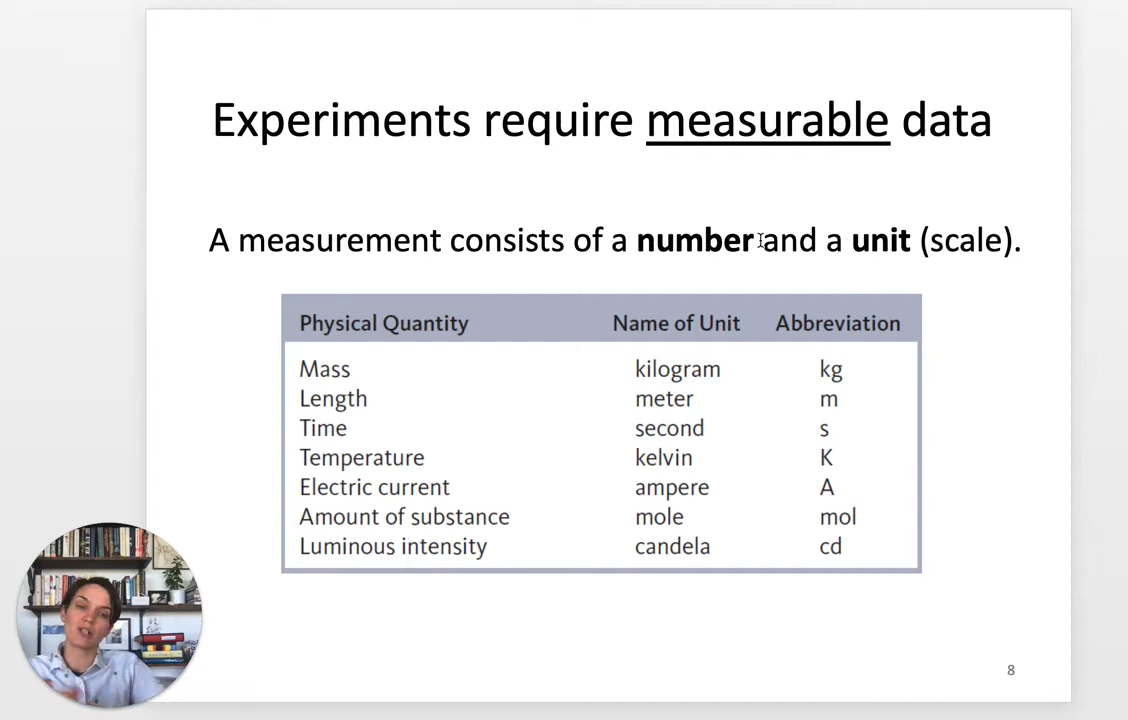 Experiments require measurable data
A measurement consists of a number and a unit (scale).
Physical Quantity Name of Unit Abbreviation
Mass kilogram kg
Length meter m
Time second s
Temperature kelvin K
Electric current ampere A
Amount of substance mole mol
Luminous intensity candela cd
8